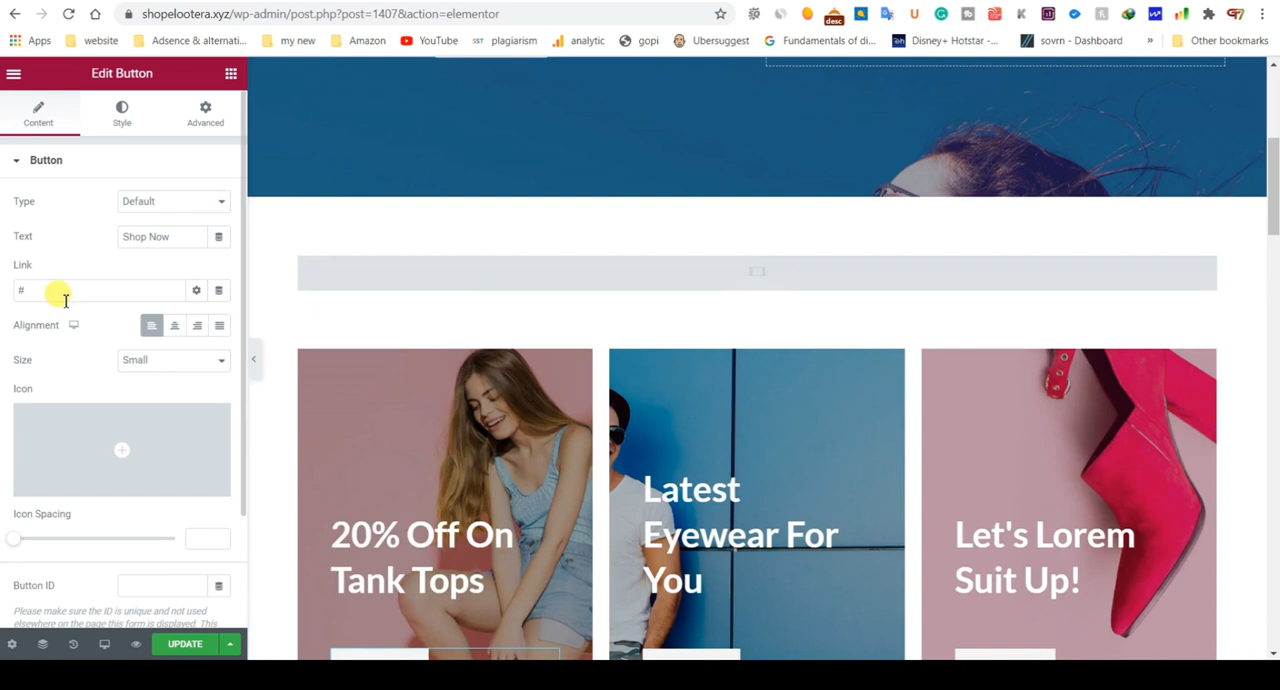 shopelootera.xyz/wp-admin/post.php?post=1407&action=elementor
Apps website Adsence & alternati... my new Amazon YouTube SST plagiarism analytic gopi Ubersuggest Fundamentals of di... Disney+ Hotstar -... sovrn - Dashboard » Other bookmarks
desc
Edit Button
Content Style Advanced
Button
Type Default
Text Shop Now
Link
#
Alignment
Size Small
Icon
Icon Spacing
Button ID
Please make sure the ID is unique and not used
elsewhere on the page this form is displayed. This
UPDATE
20% Off On
Tank Tops
Latest
Eyewear For
You
Let's Lorem
Suit Up!